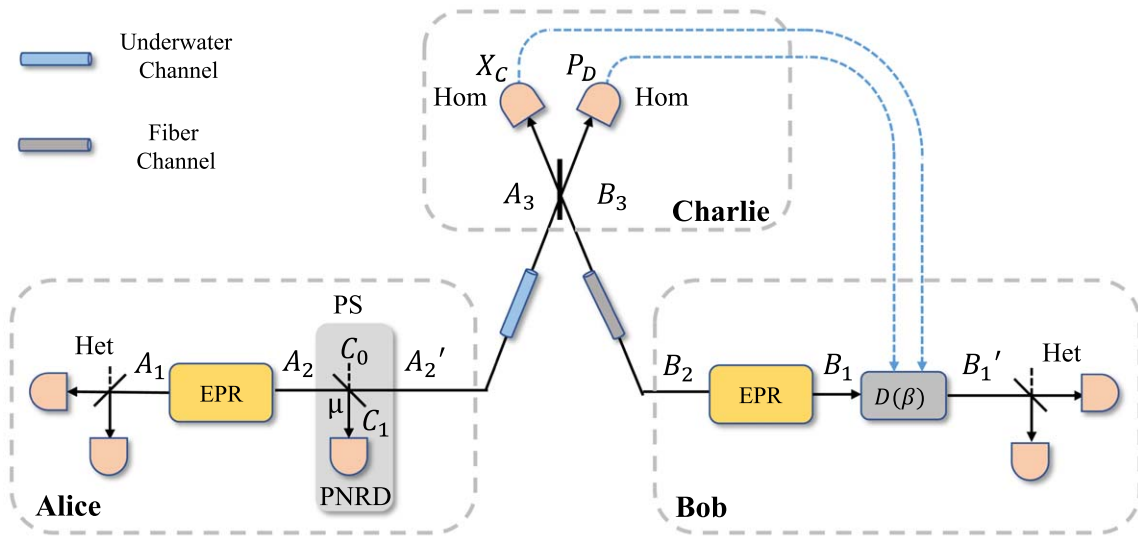 Underwater
Channel
Fiber
Channel
X_C
P_D
Hom
Hom
A_3
B_3
Charlie
PS
Het
A_1
EPR
A_2
C_0
A_2'
μ
C_1
PNRD
Alice
B_2
EPR
B_1
D(β)
B_1'
Het
Bob